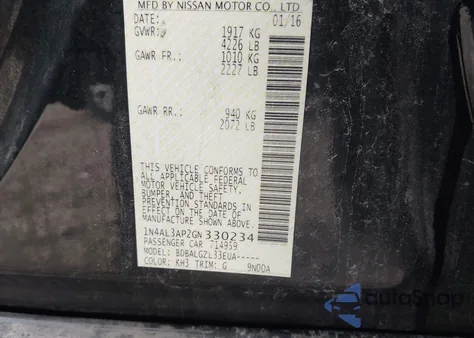 MFD BY NISSAN MOTOR CO., LTD
DATE: 01/16
GVWR: 1917 KG
4226 LB
GAWR FR.: 1010 KG
2227 LB
GAWR RR.: 940 KG
2072 LB
THIS VEHICLE CONFORMS TO
ALL APPLICABLE FEDERAL
MOTOR VEHICLE SAFETY,
BUMPER, AND THEFT
PREVENTION STANDARDS
IN EFFECT ON THE DATE OF
MANUFACTURE SHOWN ABOVE.
1N4AL3AP2GN330234
PASSENGER CAR 714959
MODEL: BDBALGZL33EUA-----
COLOR: KH3 TRIM: G 9N00A
autoSnap